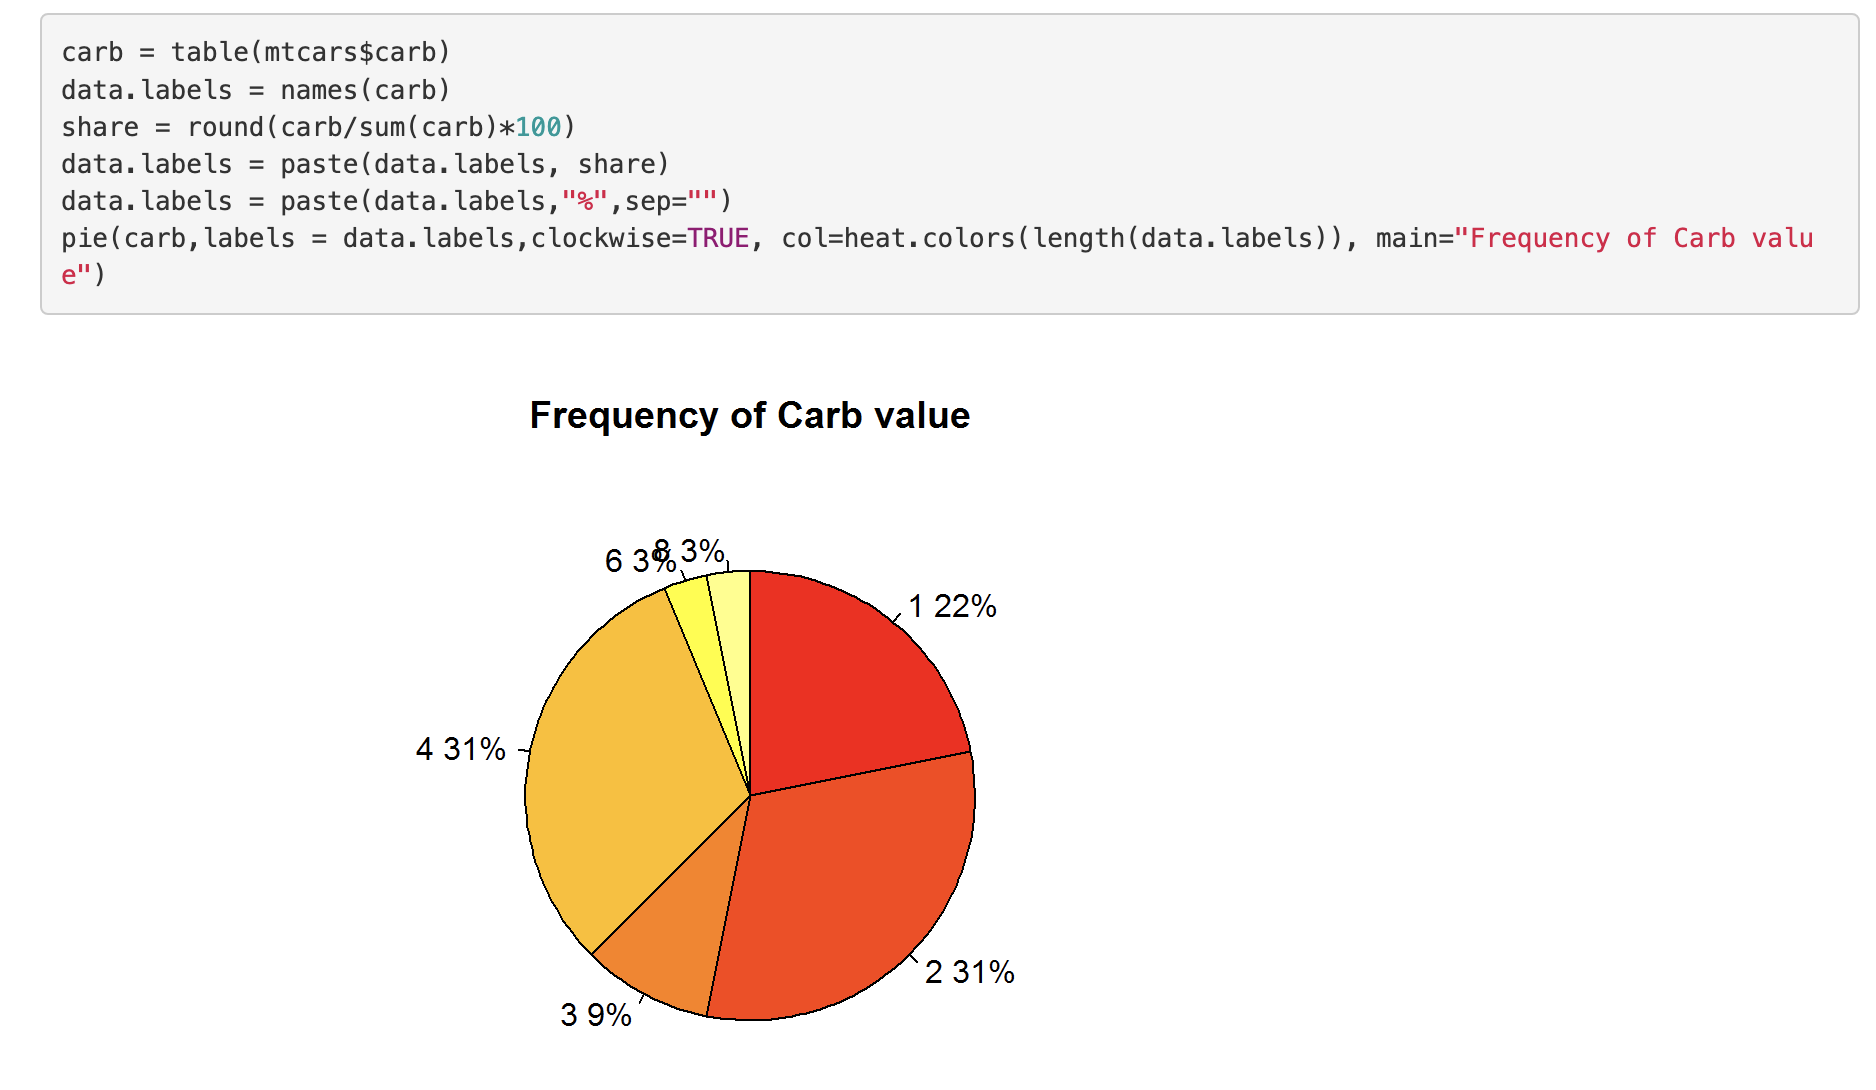 carb = table(mtcars$carb)
data.labels = names(carb)
share = round(carb/sum(carb)*100)
data.labels = paste(data.labels, share)
data.labels = paste(data.labels,"%",sep="")
pie(carb,labels = data.labels,clockwise=TRUE, col=heat.colors(length(data.labels)), main="Frequency of Carb valu
e")
Frequency of Carb value
6 3%
8 3%
1 22%
4 31%
2 31%
3 9%